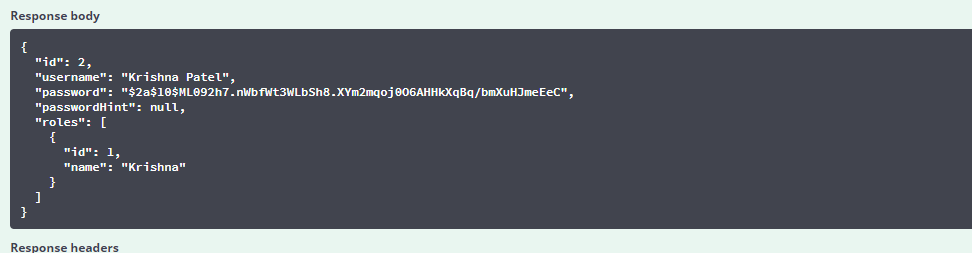 Response body
{
"id": 2,
"username": "Krishna Patel",
"password": "$2a$10$ML092h7.nWbfWt3WLbSh8.XYm2mqoj0O6AHHkXqBq/bmXuHJmeEeC",
"passwordHint": null,
"roles": [
{
"id": 1,
"name": "Krishna"
}
]
}
Response headers